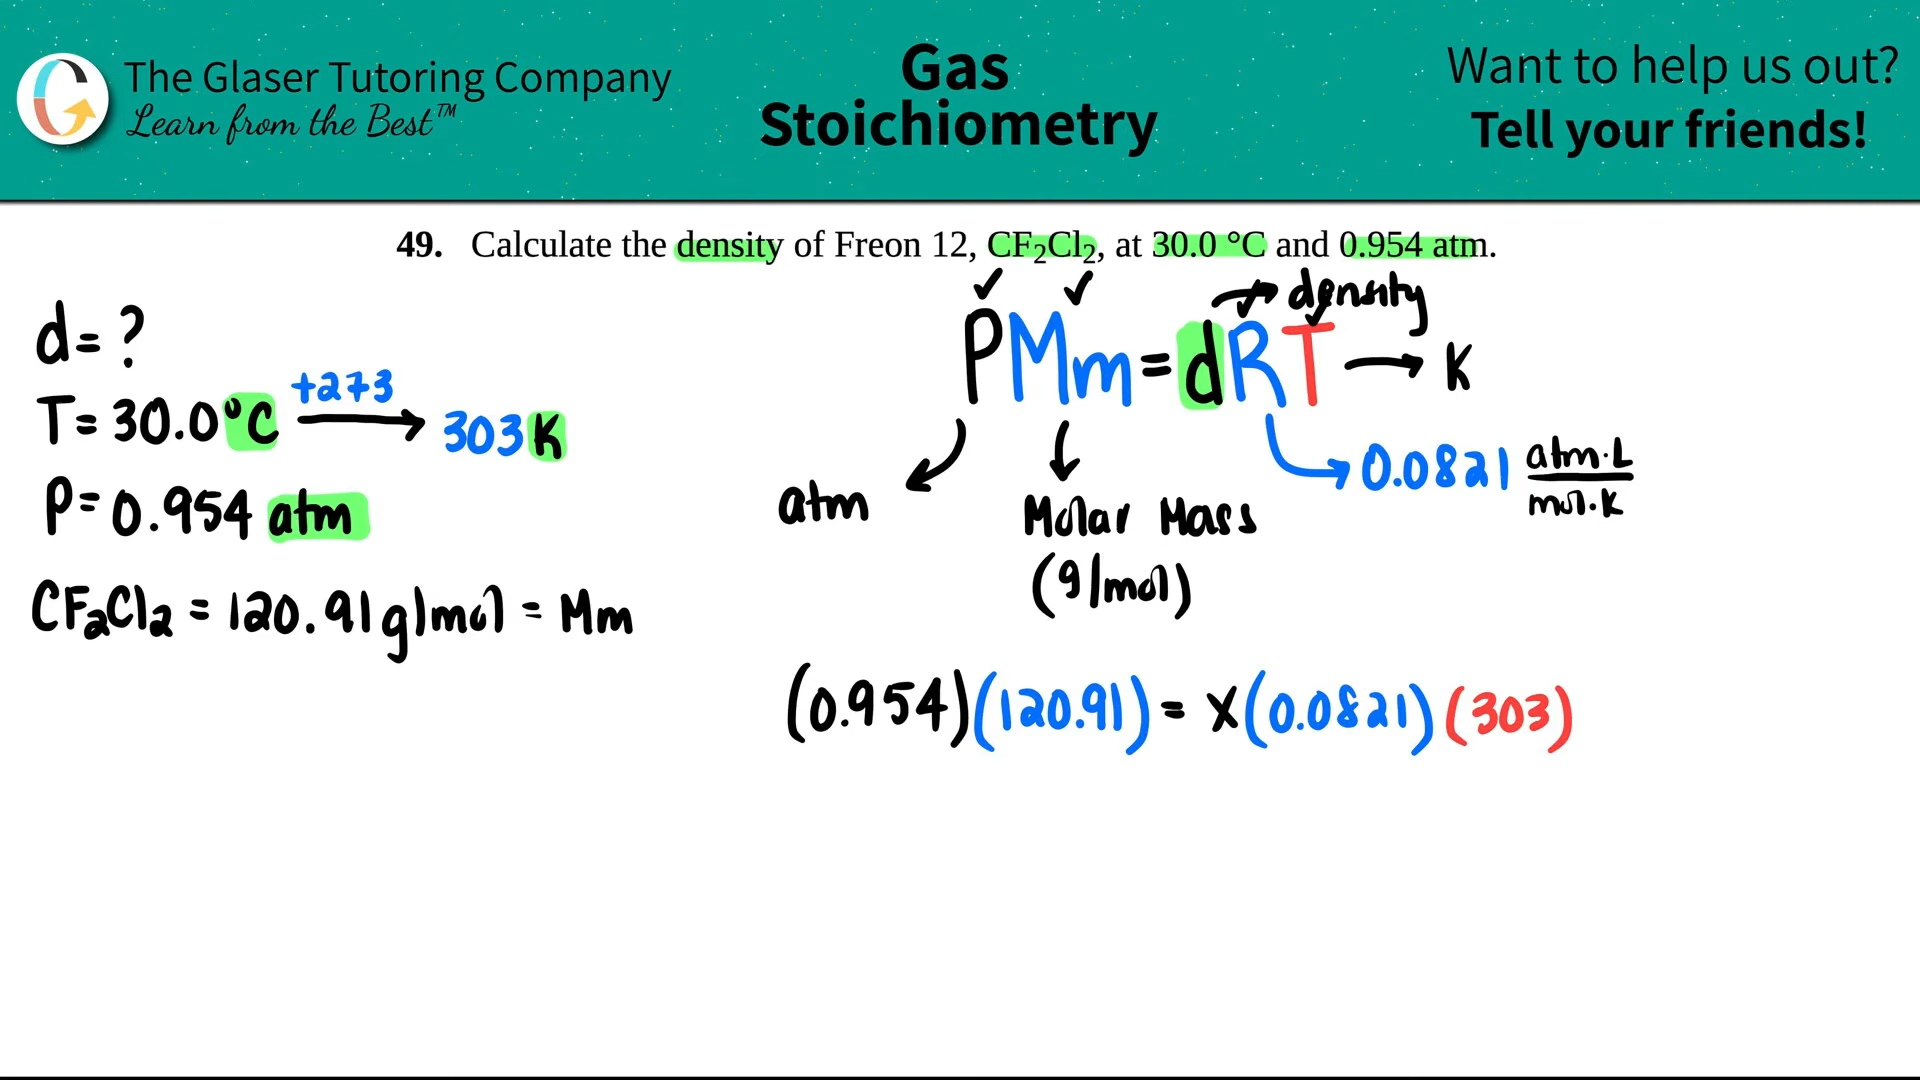 The Glaser Tutoring Company
Learn from the Best™
Gas
Stoichiometry
Want to help us out?
Tell your friends!
49. Calculate the density of Freon 12, CF₂Cl₂, at 30.0 °C and 0.954 atm.
d = ?
T = 30.0°C +273 → 303 K
P = 0.954 atm
CF₂Cl₂ = 120.91 g/mol = Mm
✓ ✓ ✓ ✓ → density
PMm = dRT → K
atm
Molar Mass
(g/mol)
0.0821 atm·L
mol·K
(0.954)(120.91) = x(0.0821)(303)